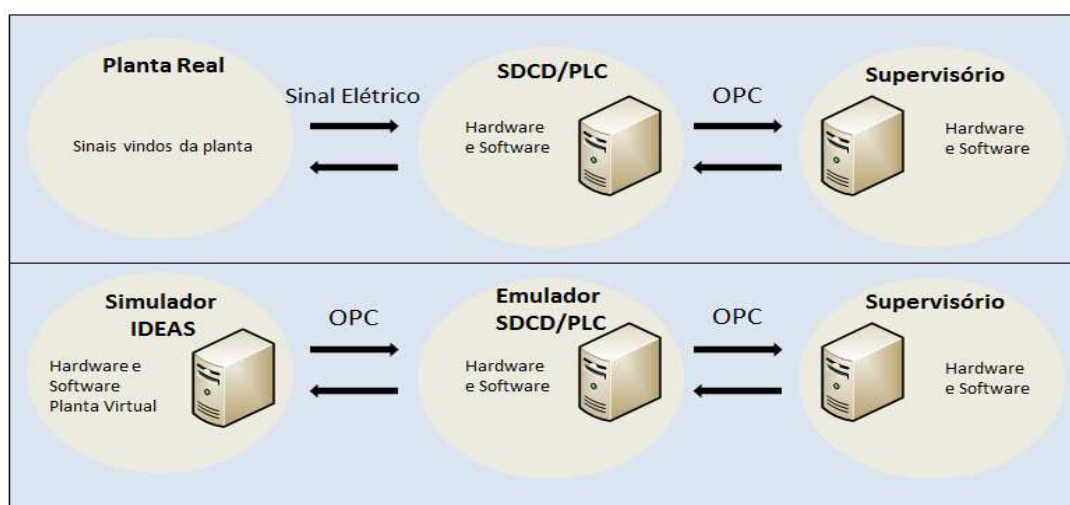 Planta Real
Sinais vindos da planta
Sinal Elétrico
SDCD/PLC
Hardware
e Software
OPC
Supervisório
Hardware
e Software
Simulador
IDEAS
Hardware e
Software
Planta Virtual
OPC
Emulador
SDCD/PLC
Hardware
e Software
OPC
Supervisório
Hardware
e Software